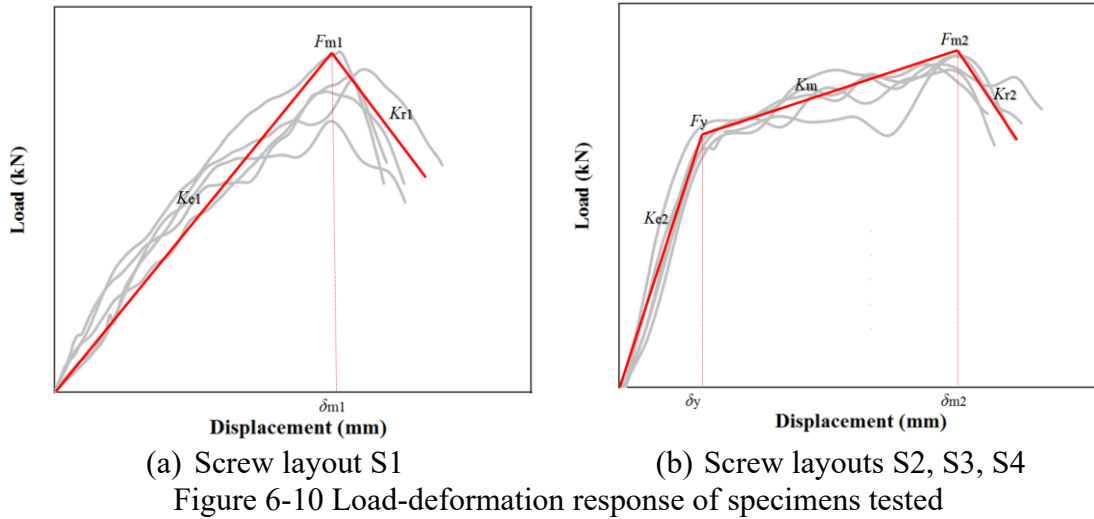 Fm1
Kr1
Ke1
Load (kN)
δm1
Displacement (mm)
(a) Screw layout S1
Fm2
Km
Kr2
Fy
Ke2
Load (kN)
δy
δm2
Displacement (mm)
(b) Screw layouts S2, S3, S4
Figure 6-10 Load-deformation response of specimens tested